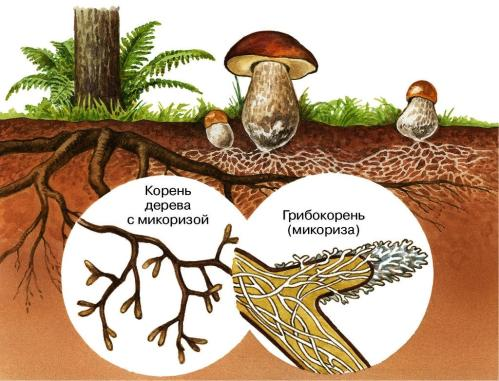 Корень
дерева
с микоризой
Грибокорень
(микориза)